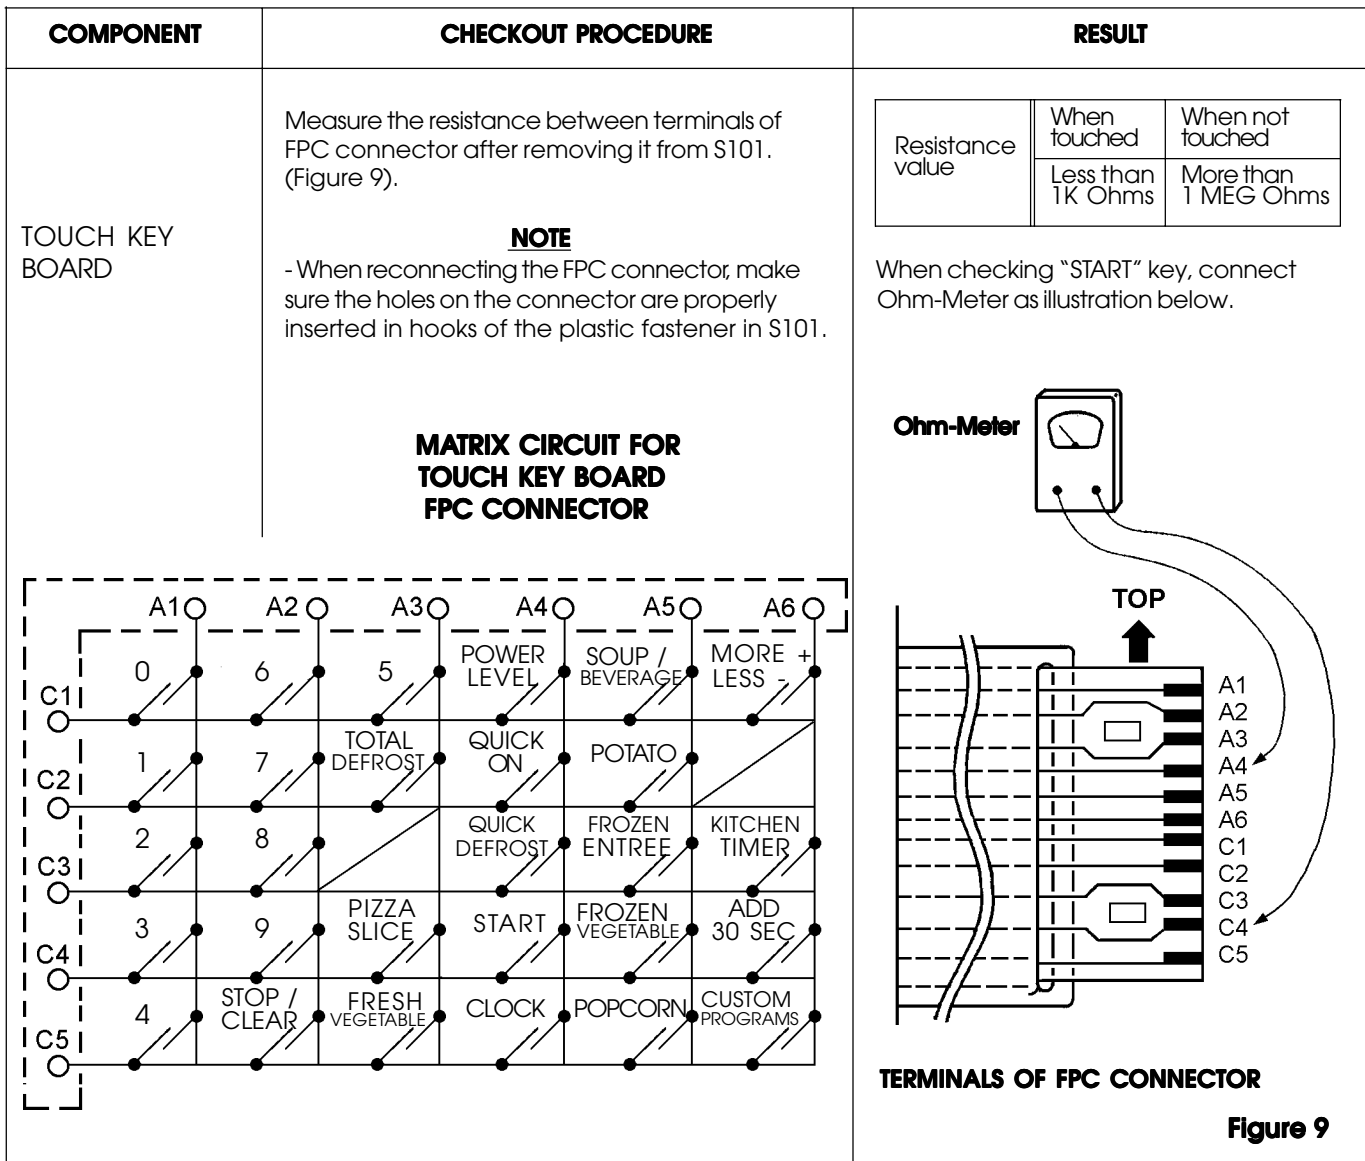 COMPONENT
CHECKOUT PROCEDURE
RESULT
TOUCH KEY
BOARD
Measure the resistance between terminals of
FPC connector after removing it from S101.
(Figure 9).
NOTE
- When reconnecting the FPC connector, make
sure the holes on the connector are properly
inserted in hooks of the plastic fastener in S101.
Resistance
value
When
touched
When not
touched
Less than
1K Ohms
More than
1 MEG Ohms
When checking “START” key, connect
Ohm-Meter as illustration below.
MATRIX CIRCUIT FOR
TOUCH KEY BOARD
FPC CONNECTOR
A1 A2 A3 A4 A5 A6
C1
0
6
5
POWER
LEVEL
SOUP /
BEVERAGE
MORE +
LESS -
C2
1
7
TOTAL
DEFROST
QUICK
ON
POTATO
C3
2
8
QUICK
DEFROST
FROZEN
ENTREE
KITCHEN
TIMER
C4
3
9
PIZZA
SLICE
START
FROZEN
VEGETABLE
ADD
30 SEC
C5
4
STOP /
CLEAR
FRESH
VEGETABLE
CLOCK
POPCORN
CUSTOM
PROGRAMS
Ohm-Meter
TOP
A1
A2
A3
A4
A5
A6
C1
C2
C3
C4
C5
TERMINALS OF FPC CONNECTOR
Figure 9